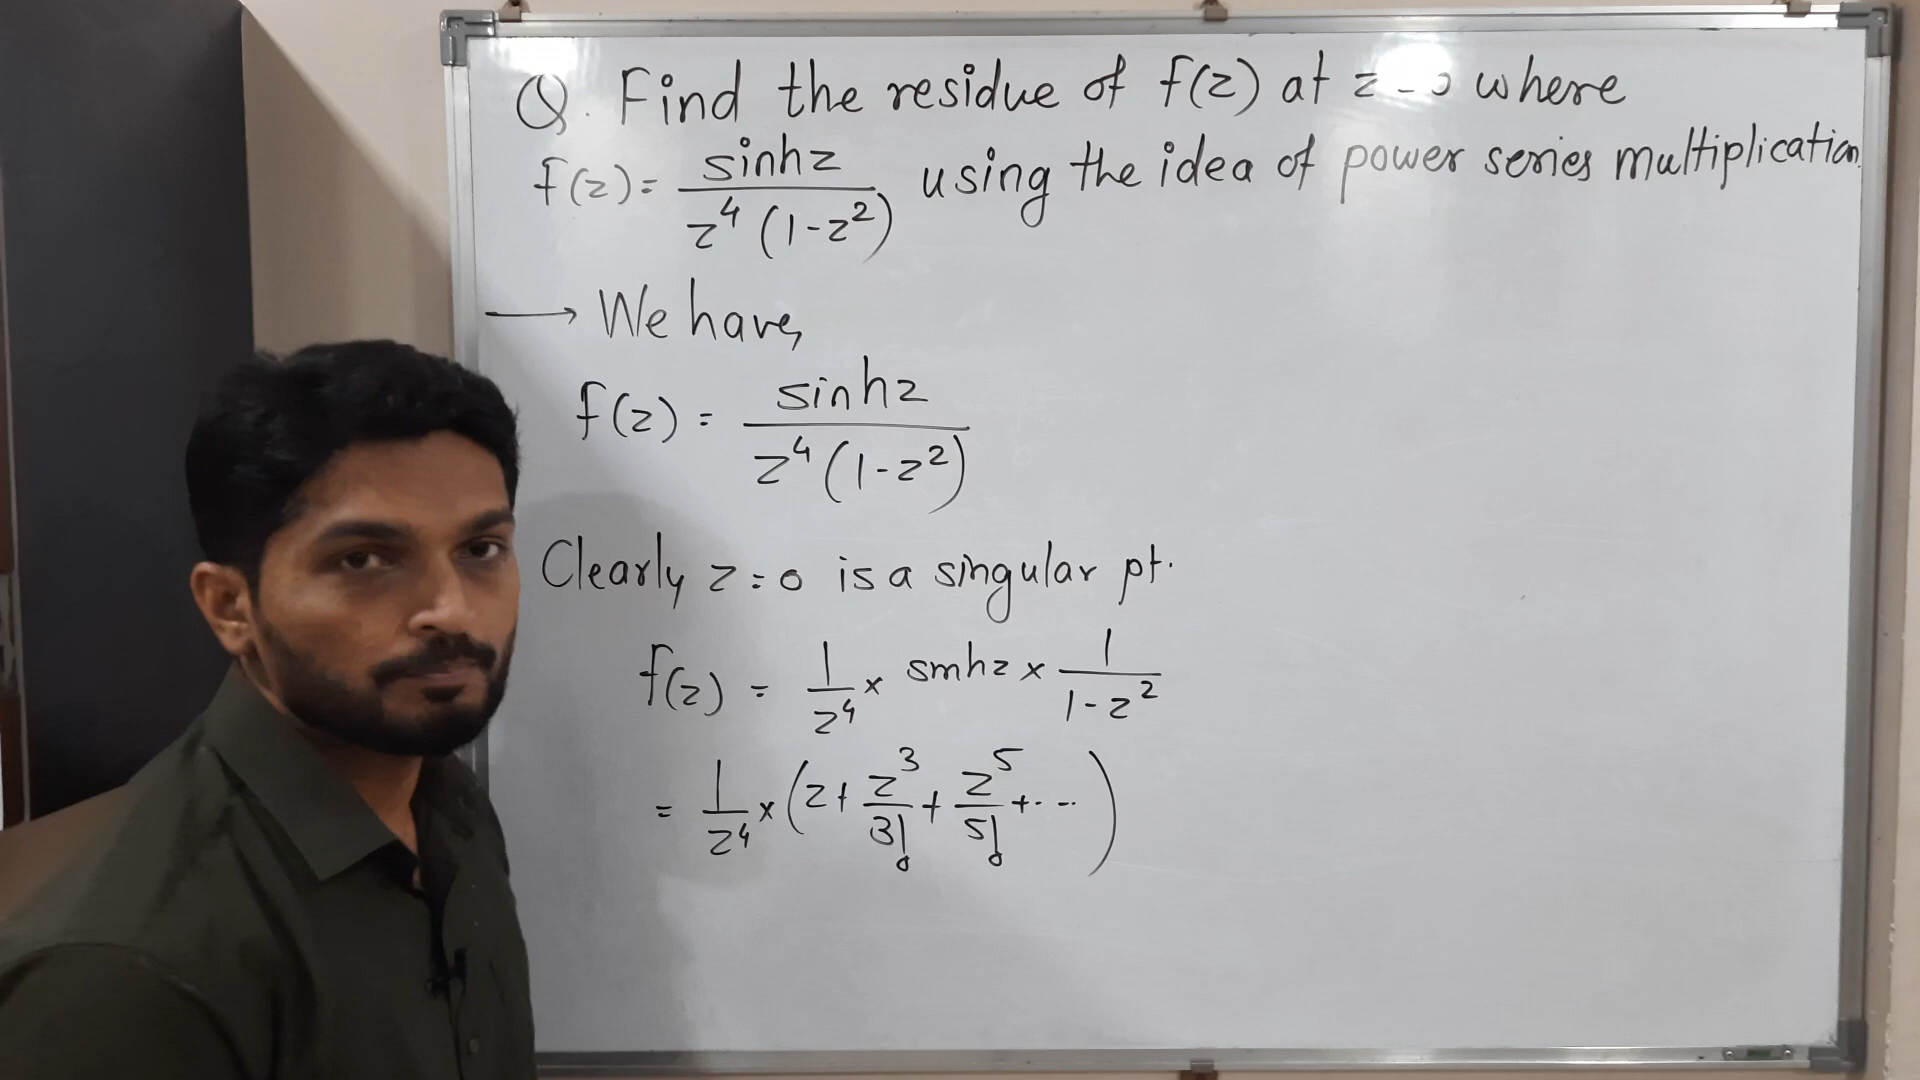 Q. Find the residue of f(z) at z = 0 where
f(z) = sinhz / z⁴(1-z²), using the idea of power series multiplication.
→ We have,
f(z) = sinhz / z⁴(1-z²)
Clearly z=0 is a singular pt.
f(z) = 1/z⁴ × sinhz × 1/1-z²
= 1/z⁴ × (z + z³/3! + z⁵/5! + ...)